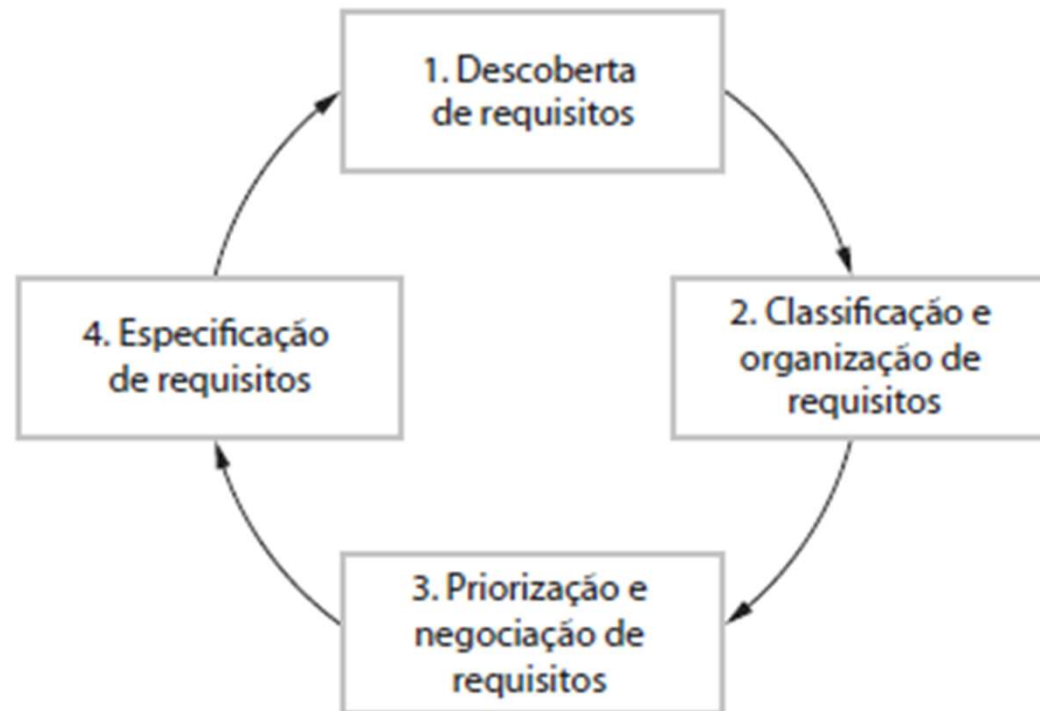 1. Descoberta
de requisitos
2. Classificação e
organização de
requisitos
3. Priorização e
negociação de
requisitos
4. Especificação
de requisitos